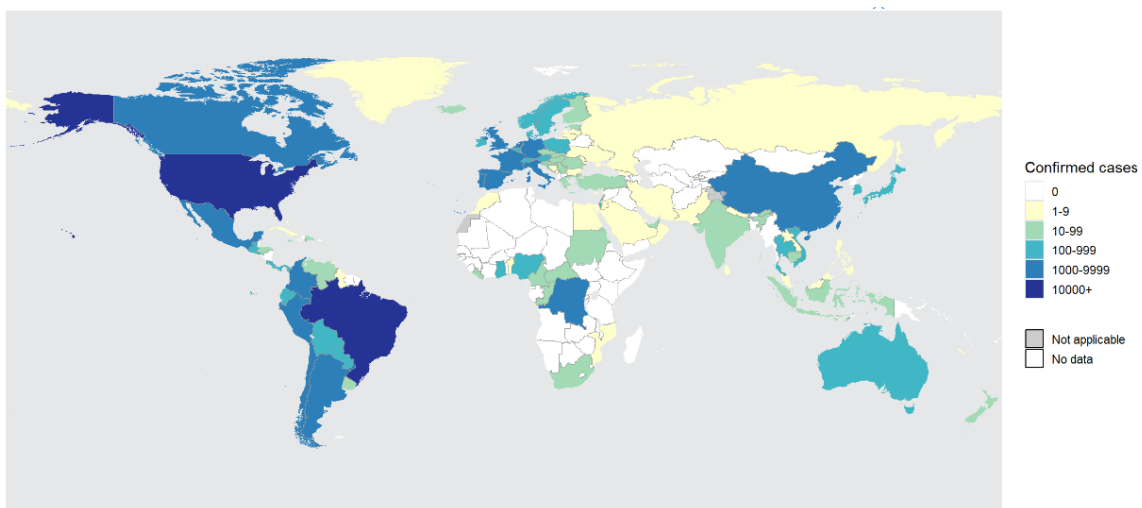 Confirmed cases
0
1-9
10-99
100-999
1000-9999
10000+
Not applicable
No data